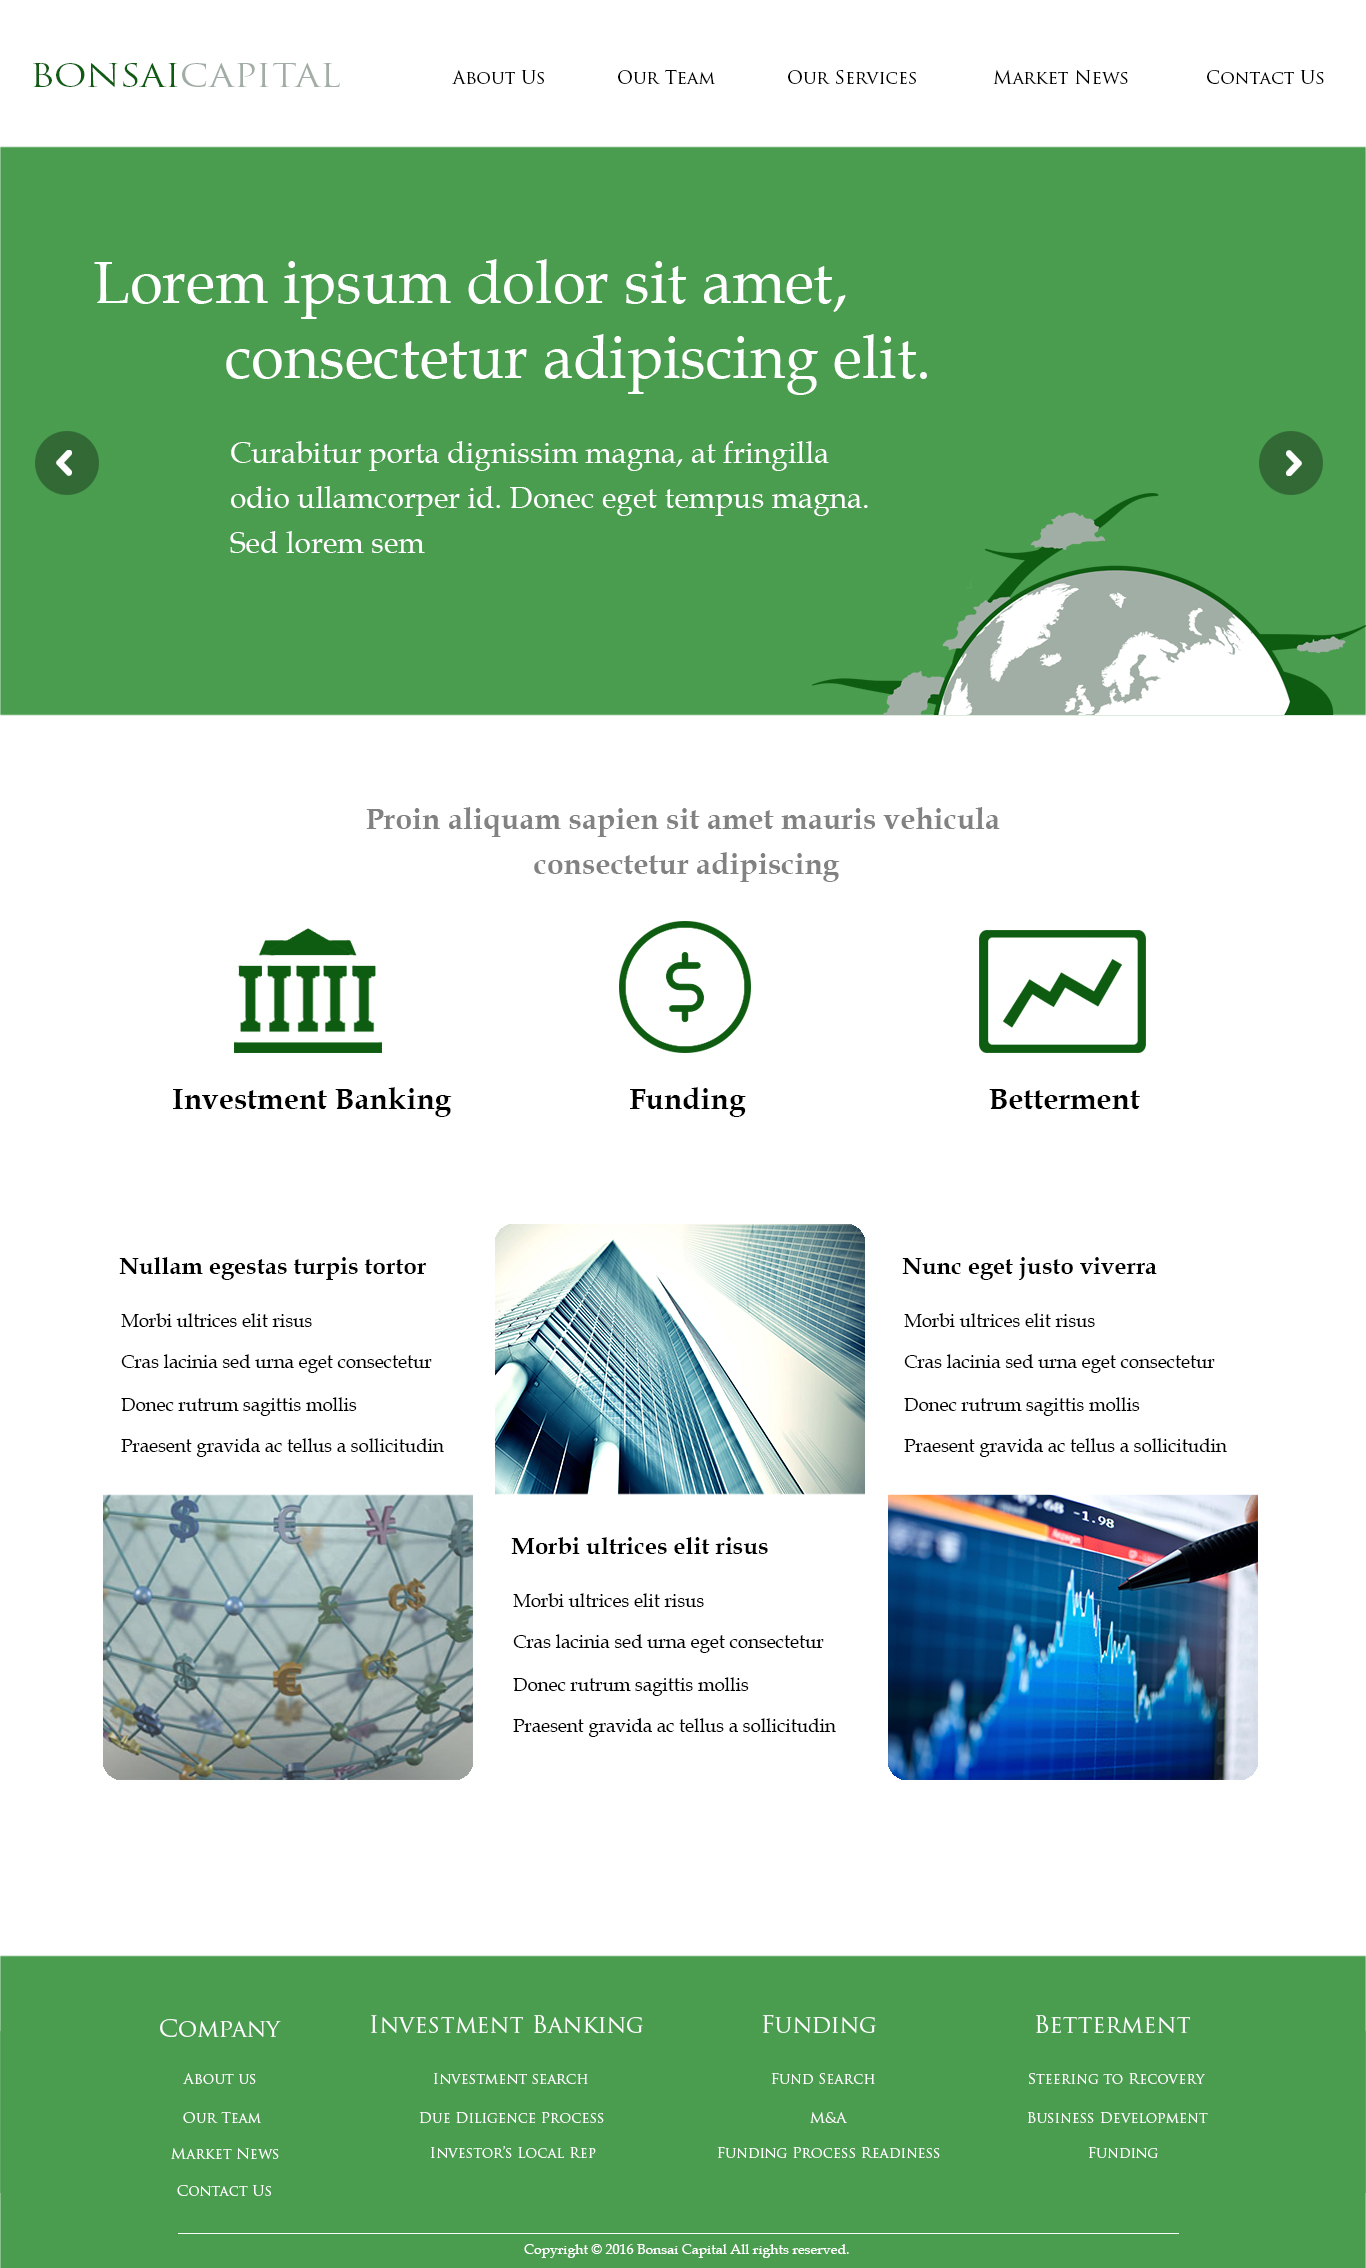 BONSAICAPITAL
About Us
Our Team
Our Services
Market News
Contact Us
Lorem ipsum dolor sit amet,
consectetur adipiscing elit.
Curabitur porta dignissim magna, at fringilla
odio ullamcorper id. Donec eget tempus magna.
Sed lorem sem
Proin aliquam sapien sit amet mauris vehicula
consectetur adipiscing
$
Investment Banking
Funding
Betterment
Nullam egestas turpis tortor
Morbi ultrices elit risus
Cras lacinia sed urna eget consectetur
Donec rutrum sagittis mollis
Praesent gravida ac tellus a sollicitudin
Nunc eget justo viverra
Morbi ultrices elit risus
Cras lacinia sed urna eget consectetur
Donec rutrum sagittis mollis
Praesent gravida ac tellus a sollicitudin
$ € ¥
£ C$
$ € C$
-1.98
Morbi ultrices elit risus
Morbi ultrices elit risus
Cras lacinia sed urna eget consectetur
Donec rutrum sagittis mollis
Praesent gravida ac tellus a sollicitudin
Company
About us
Our Team
Market News
Contact Us
Investment Banking
Investment search
Due Diligence Process
Investor's Local Rep
Funding
Fund Search
M&A
Funding Process Readiness
Betterment
Steering to Recovery
Business Development
Funding
Copyright © 2016 Bonsai Capital All rights reserved.